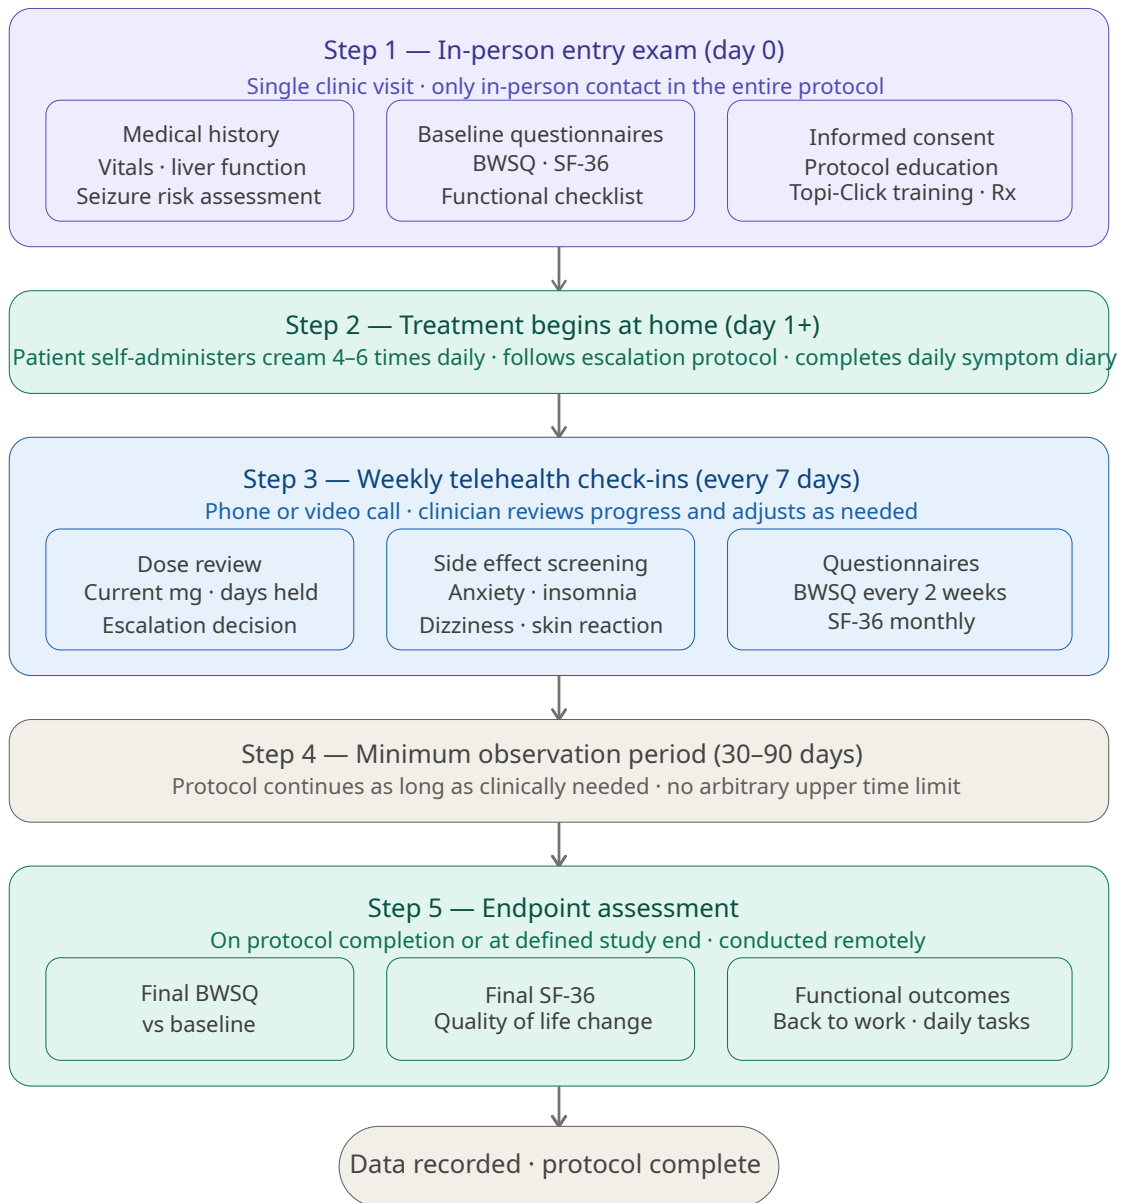 Step 1 — In-person entry exam (day 0)
Single clinic visit · only in-person contact in the entire protocol
Medical history
Vitals · liver function
Seizure risk assessment
Baseline questionnaires
BWSQ · SF-36
Functional checklist
Informed consent
Protocol education
Topi-Click training · Rx
Step 2 — Treatment begins at home (day 1+)
Patient self-administers cream 4–6 times daily · follows escalation protocol · completes daily symptom diary
Step 3 — Weekly telehealth check-ins (every 7 days)
Phone or video call · clinician reviews progress and adjusts as needed
Dose review
Current mg · days held
Escalation decision
Side effect screening
Anxiety · insomnia
Dizziness · skin reaction
Questionnaires
BWSQ every 2 weeks
SF-36 monthly
Step 4 — Minimum observation period (30–90 days)
Protocol continues as long as clinically needed · no arbitrary upper time limit
Step 5 — Endpoint assessment
On protocol completion or at defined study end · conducted remotely
Final BWSQ
vs baseline
Final SF-36
Quality of life change
Functional outcomes
Back to work · daily tasks
Data recorded · protocol complete